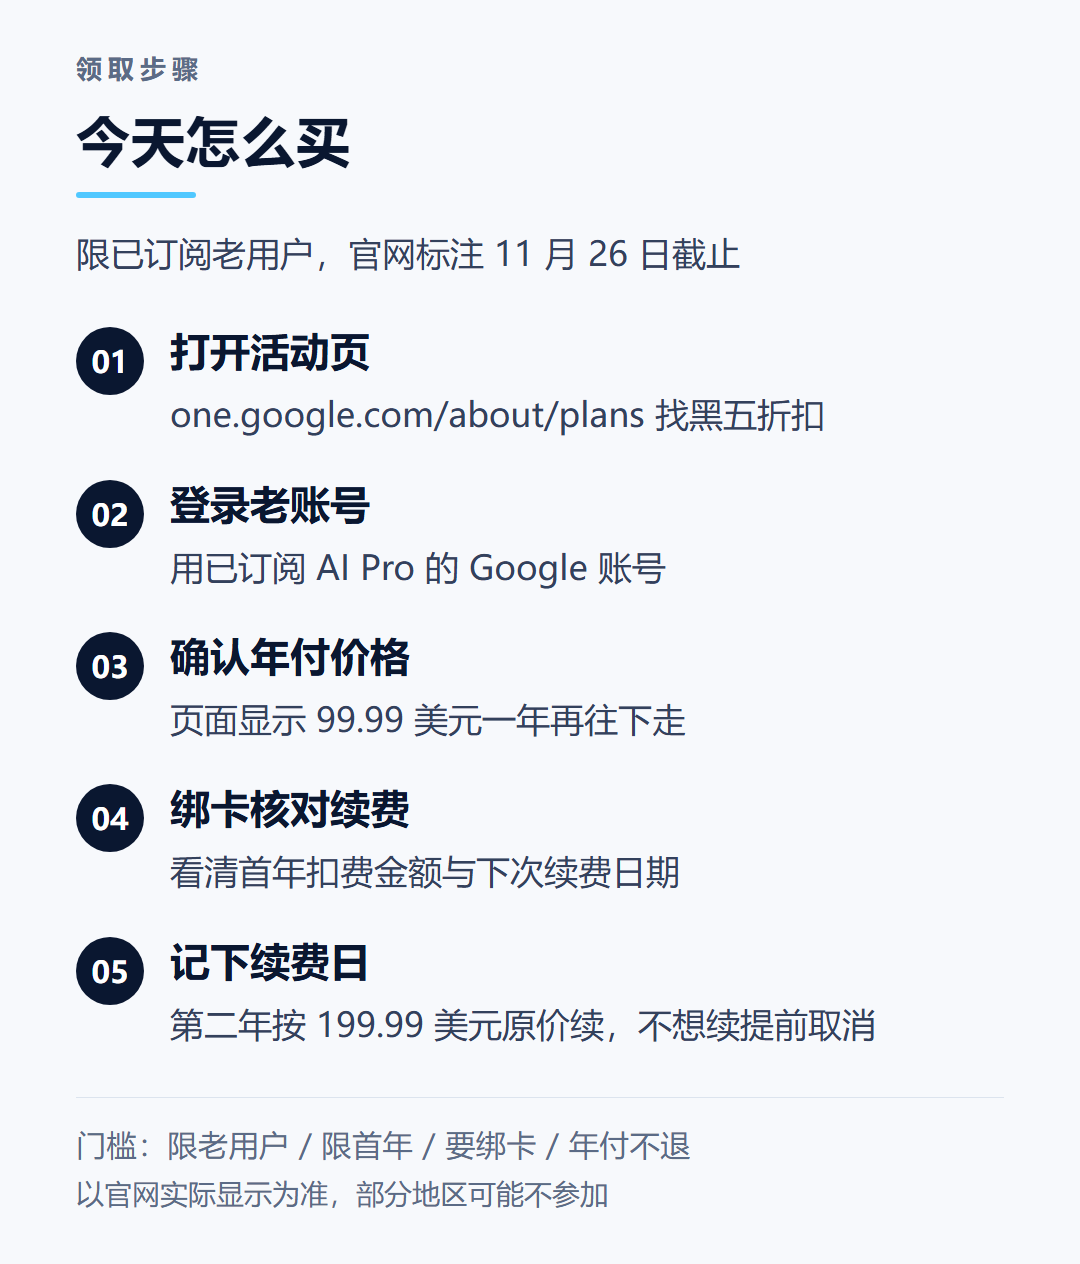 领取步骤
今天怎么买
限已订阅老用户，官网标注 11 月 26 日截止
01
打开活动页
one.google.com/about/plans 找黑五折扣
02
登录老账号
用已订阅 AI Pro 的 Google 账号
03
确认年付价格
页面显示 99.99 美元一年再往下走
04
绑卡核对续费
看清首年扣费金额与下次续费日期
05
记下续费日
第二年按 199.99 美元原价续，不想续提前取消
门槛：限老用户 / 限首年 / 要绑卡 / 年付不退
以官网实际显示为准，部分地区可能不参加